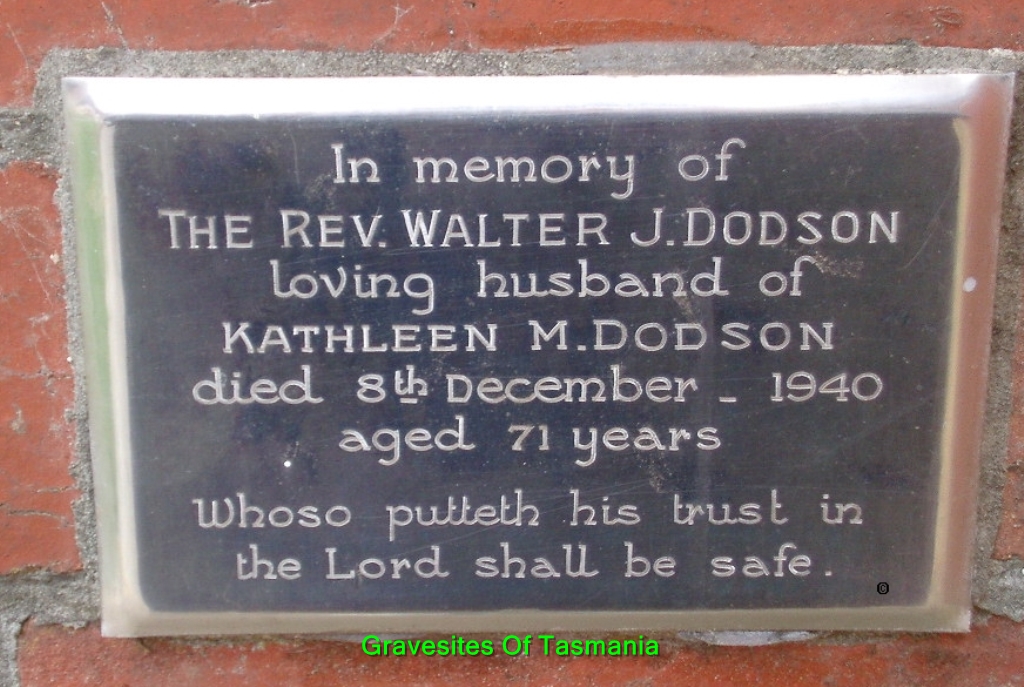 In memory of
THE REV. WALTER J. DODSON
loving husband of
KATHLEEN M. DODSON
died 8th December _ 1940
aged 71 years
Whoso putteth his trust in
the Lord shall be safe.
©
Gravesites Of Tasmania